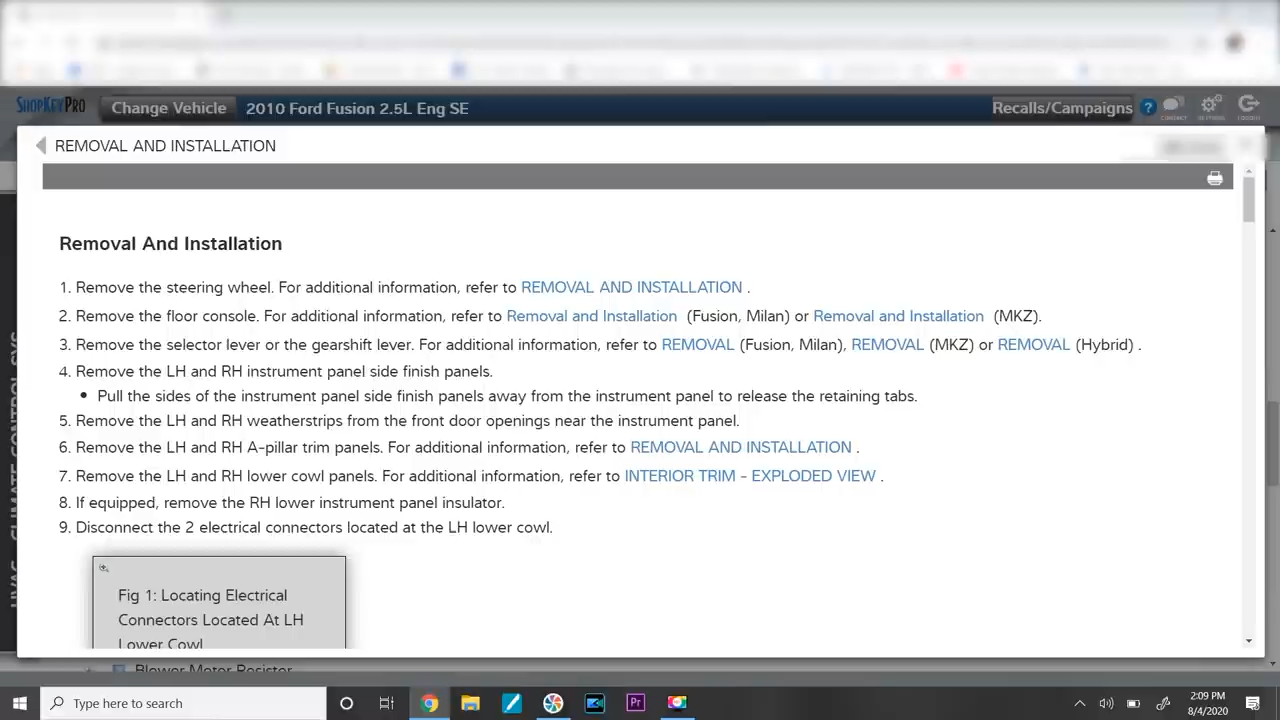 SHOPKEYPRO Change Vehicle 2010 Ford Fusion 2.5L Eng SE Recalls/Campaigns ?
REMOVAL AND INSTALLATION
Removal And Installation
1. Remove the steering wheel. For additional information, refer to REMOVAL AND INSTALLATION .
2. Remove the floor console. For additional information, refer to Removal and Installation (Fusion, Milan) or Removal and Installation (MKZ).
3. Remove the selector lever or the gearshift lever. For additional information, refer to REMOVAL (Fusion, Milan), REMOVAL (MKZ) or REMOVAL (Hybrid) .
4. Remove the LH and RH instrument panel side finish panels.
• Pull the sides of the instrument panel side finish panels away from the instrument panel to release the retaining tabs.
5. Remove the LH and RH weatherstrips from the front door openings near the instrument panel.
6. Remove the LH and RH A-pillar trim panels. For additional information, refer to REMOVAL AND INSTALLATION .
7. Remove the LH and RH lower cowl panels. For additional information, refer to INTERIOR TRIM - EXPLODED VIEW .
8. If equipped, remove the RH lower instrument panel insulator.
9. Disconnect the 2 electrical connectors located at the LH lower cowl.
Fig 1: Locating Electrical
Connectors Located At LH
Lower Cowl
Blower Motor Resistor
HVAC - CLIMATE CONTROL SYS
Type here to search
Pr
2:09 PM
8/4/2020